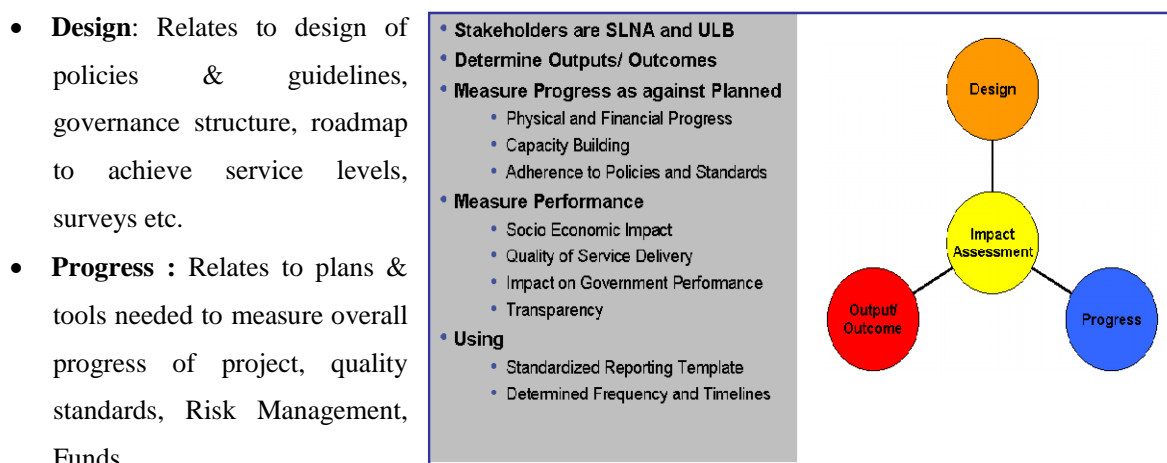 • Design: Relates to design of
policies & guidelines,
governance structure, roadmap
to achieve service levels,
surveys etc.
• Progress : Relates to plans &
tools needed to measure overall
progress of project, quality
standards, Risk Management,
Funds
• Stakeholders are SLNA and ULB
• Determine Outputs/ Outcomes
• Measure Progress as against Planned
• Physical and Financial Progress
• Capacity Building
• Adherence to Policies and Standards
• Measure Performance
• Socio Economic Impact
• Quality of Service Delivery
• Impact on Government Performance
• Transparency
• Using
• Standardized Reporting Template
• Determined Frequency and Timelines
Design
Impact
Assessment
Output/
Outcome
Progress